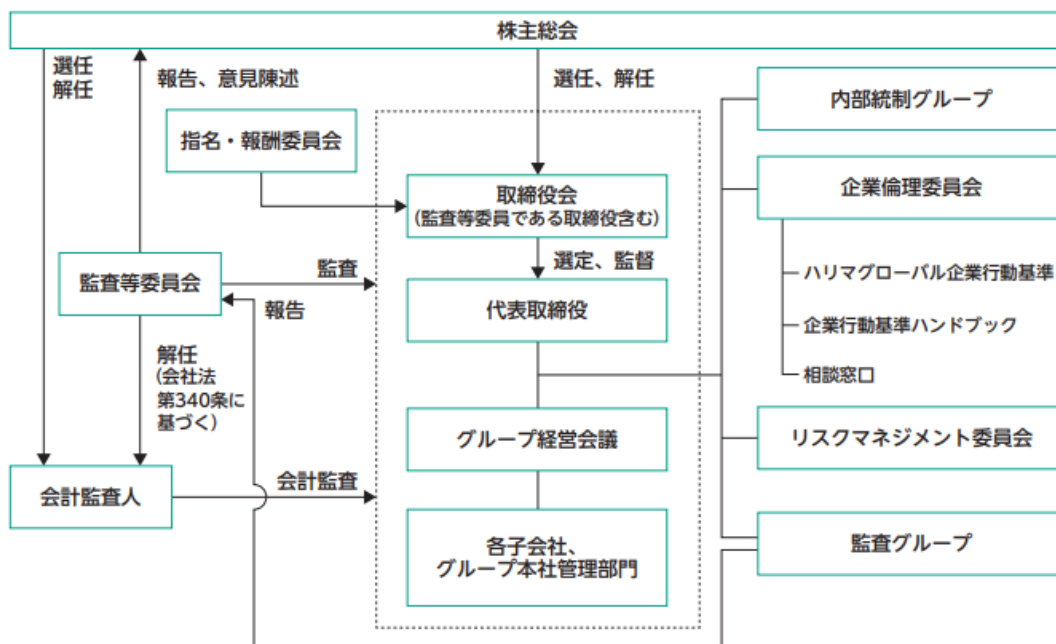 株主総会
選任
解任
報告、意見陳述
選任、解任
内部統制グループ
指名・報酬委員会
企業倫理委員会
取締役会
(監査等委員である取締役含む)
選定、監督
監査等委員会
監査
報告
代表取締役
ハリマグローバル企業行動基準
企業行動基準ハンドブック
相談窓口
解任
(会社法
第340条に
基づく)
グループ経営会議
リスクマネジメント委員会
会計監査人
会計監査
各子会社、
グループ本社管理部門
監査グループ